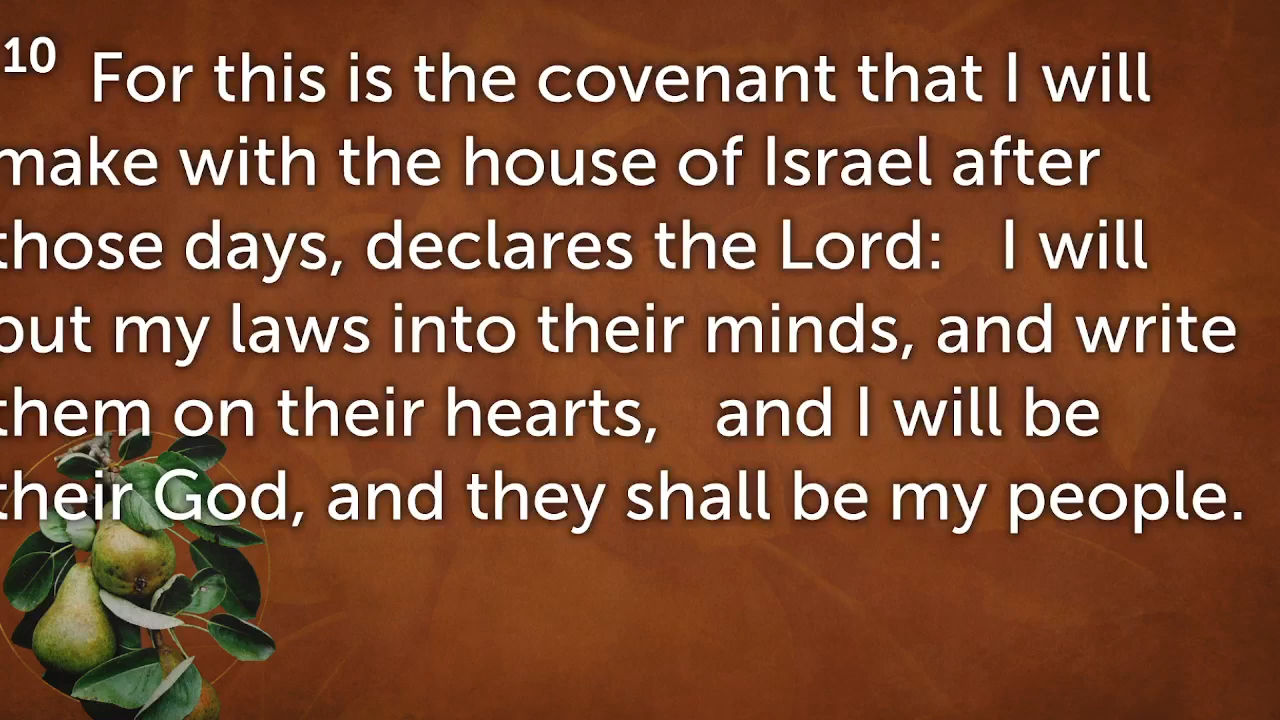 10 For this is the covenant that I will
make with the house of Israel after
those days, declares the Lord: I will
put my laws into their minds, and write
them on their hearts, and I will be
their God, and they shall be my people.